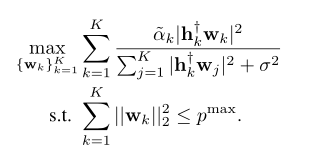 \max_{\{\mathbf{w}_k\}_{k=1}^{K}} \sum_{k=1}^{K} \frac{\tilde{\alpha}_k |\mathbf{h}_k^{\dagger} \mathbf{w}_k|^2}{\sum_{j=1}^{K} |\mathbf{h}_k^{\dagger} \mathbf{w}_j|^2 + \sigma^2}
s.t. \sum_{k=1}^{K} ||\mathbf{w}_k||_2^2 \leq p^{\max}.